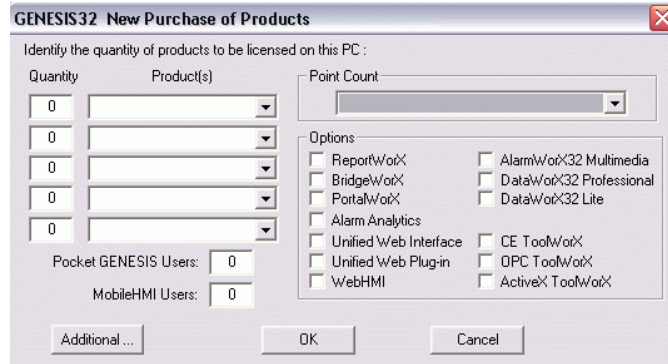 GENESIS32 New Purchase of Products
Identify the quantity of products to be licensed on this PC :
Quantity Product(s)
0
0
0
0
0
Pocket GENESIS Users: 0
MobileHMI Users: 0
Point Count
Options
ReportWorX AlarmWorX32 Multimedia
BridgeWorX DataWorX32 Professional
PortalWorX DataWorX32 Lite
Alarm Analytics
Unified Web Interface CE ToolWorX
Unified Web Plug-in OPC ToolWorX
WebHMI ActiveX ToolWorX
Additional ... OK Cancel